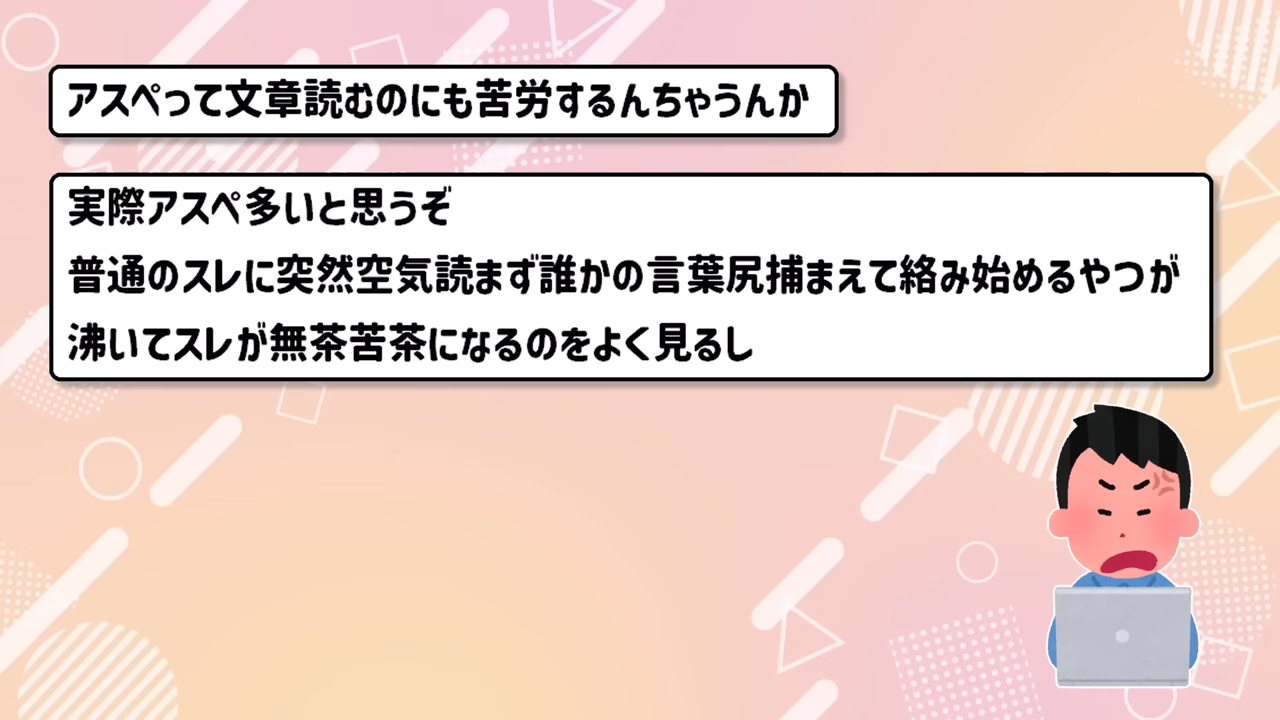 アスペって文章読むのにも苦労するんちゃうんか
実際アスペ多いと思うぞ
普通のスレに突然空気読まず誰かの言葉尻捕まえて絡み始めるやつが
沸いてスレが無茶苦茶になるのをよく見るし